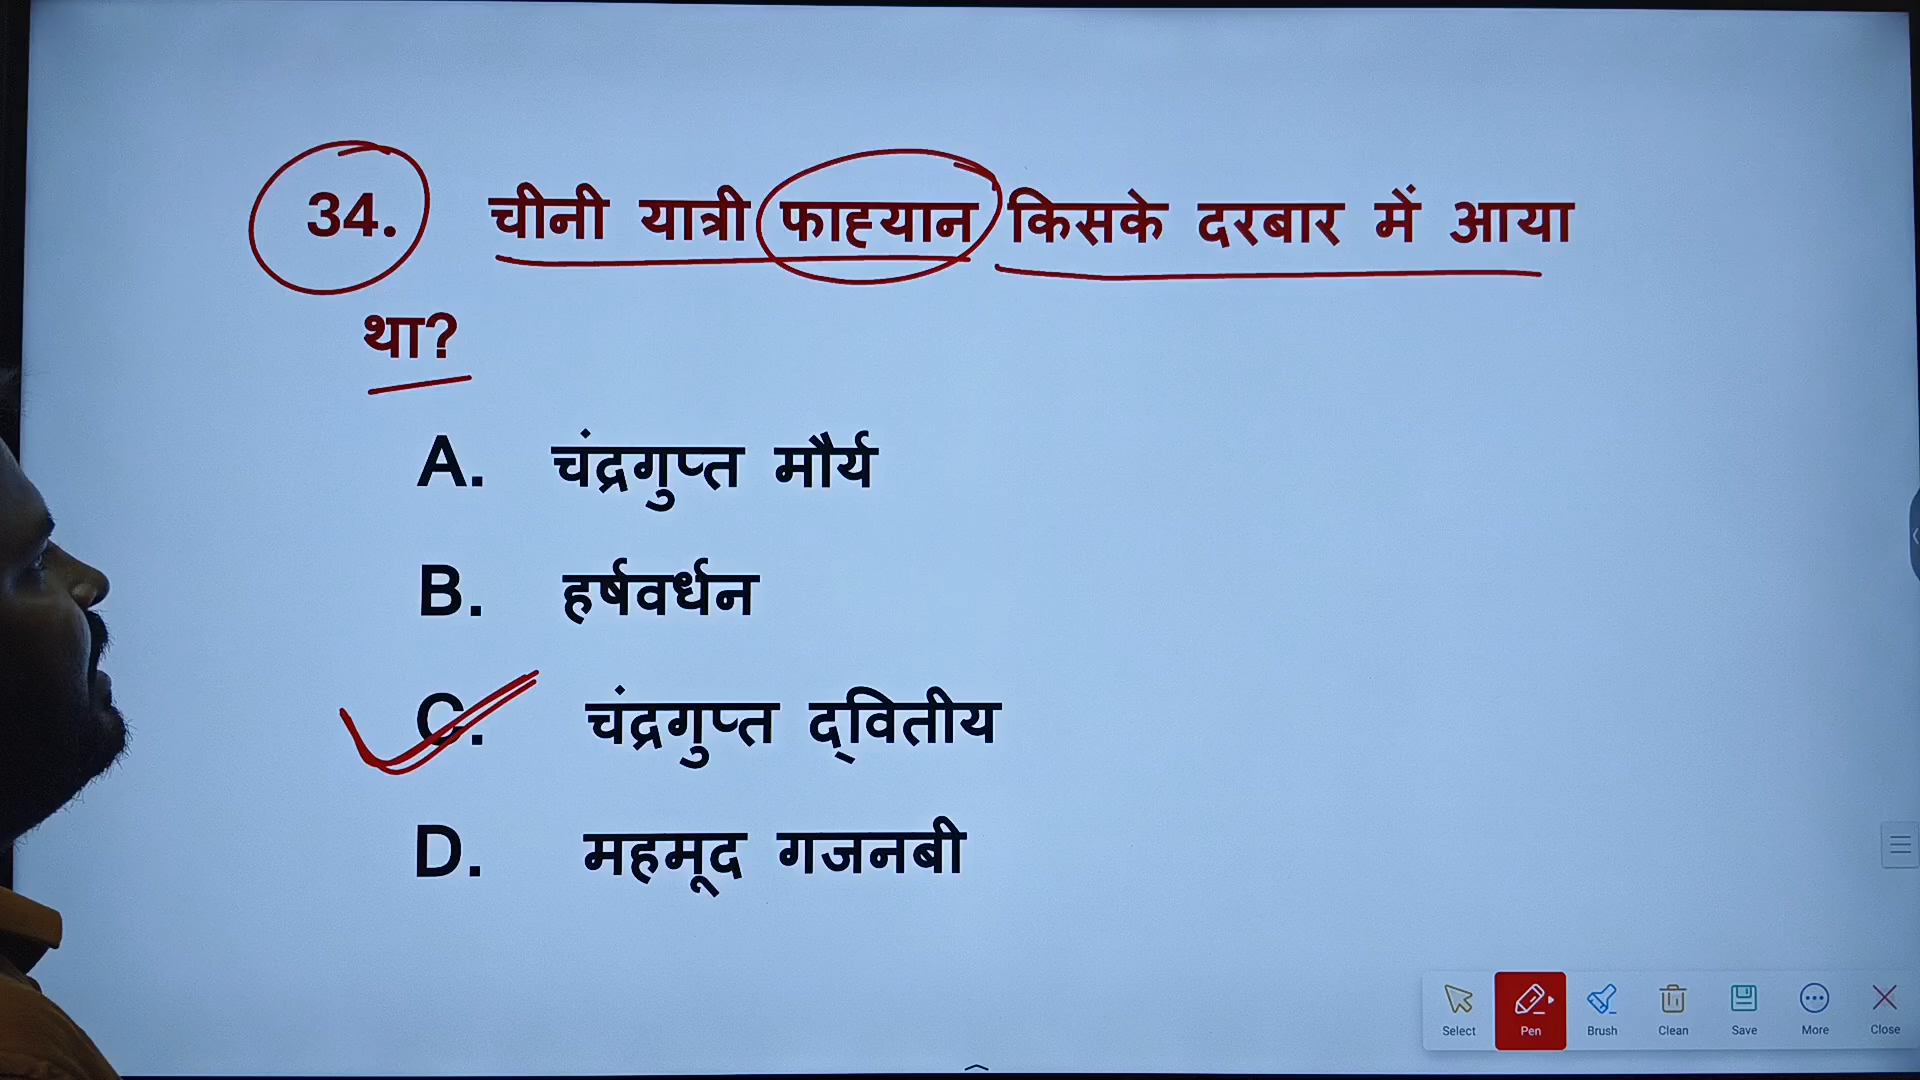 34. चीनी यात्री फाह्यान किसके दरबार में आया
था?
A. चंद्रगुप्त मौर्य
B. हर्षवर्धन
C. चंद्रगुप्त द्वितीय
D. महमूद गजनबी
Select Pen Brush Clean Save More Close